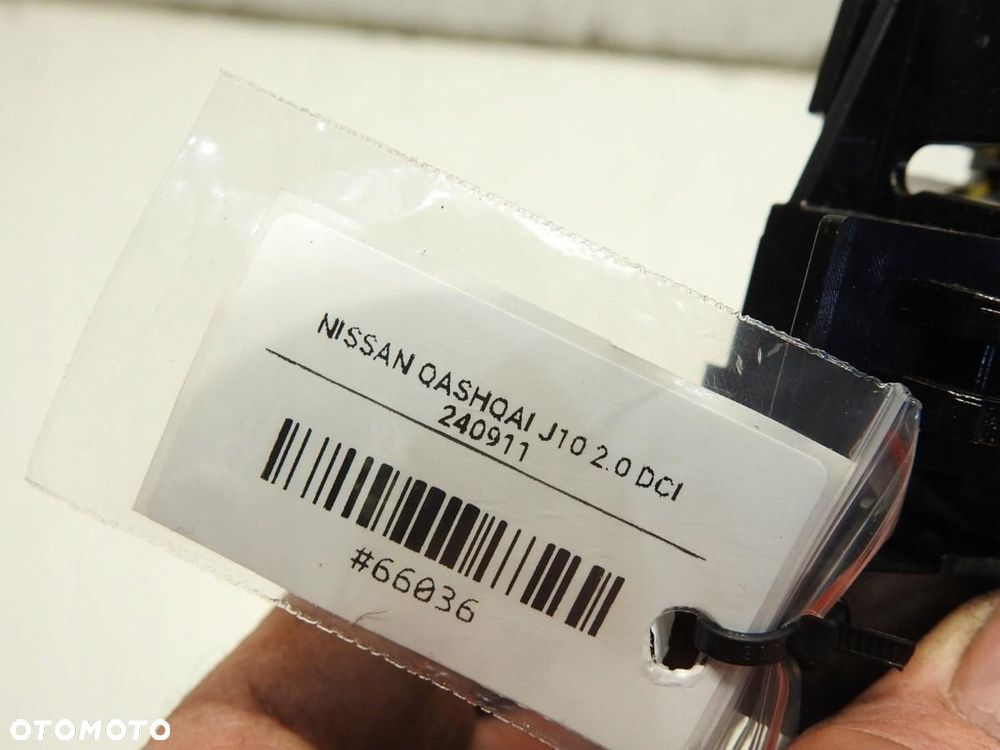 NISSAN QASHQAI J10 2.0 DCI
240911
#66036
OTOMOTO